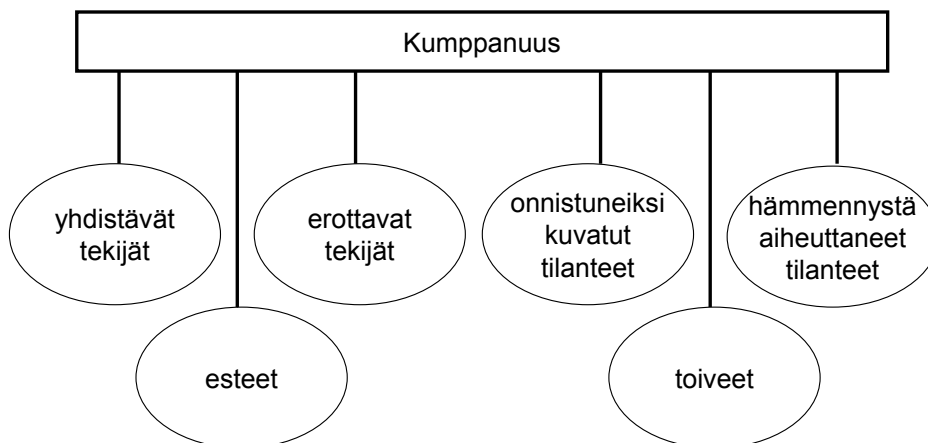 Kumppanuus
yhdistävät
tekijät
erottavat
tekijät
onnistuneiksi
kuvatut
tilanteet
hämmennystä
aiheuttaneet
tilanteet
esteet
toiveet